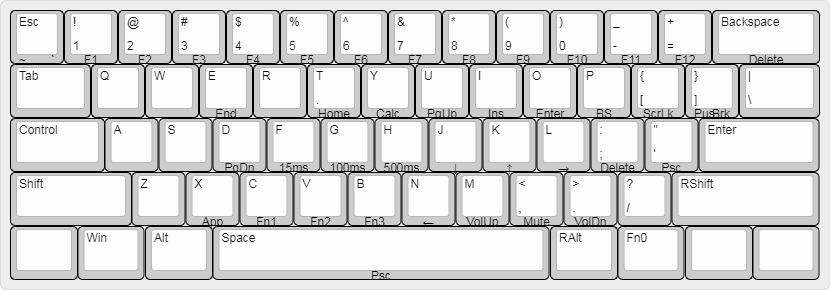 Esc ! @ # $ % ^ & * ( ) _ + Backspace
1 2 3 4 5 6 7 8 9 0 - =
~ ` F1 F2 F3 F4 F5 F6 F7 F8 F9 F10 F11 F12 Delete
Tab Q W E R T Y U I O P { } |
. [ ] \
End Home Calc PgUp Ins Enter BS ScrLk PusBrk
Control A S D F G H J K L : " Enter
; '
PgDn 15ms 100ms 500ms ↓ ↑ → Delete Psc
Shift Z X C V B N M < > ? RShift
, . /
App Fn1 Fn2 Fn3 ← VolUp Mute VolDn
Win Alt Space RAlt Fn0
Psc